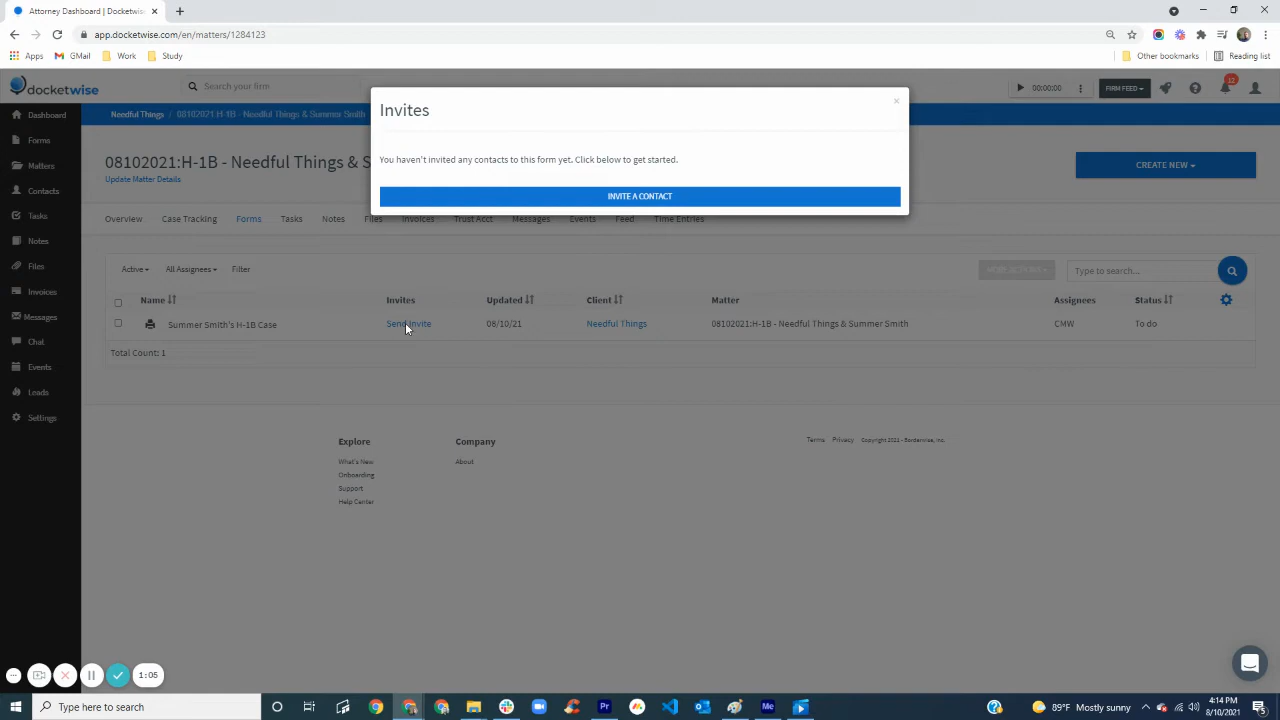 Attorney Dashboard | Docketwise
app.docketwise.com/en/matters/1284123
Apps GMail Work Study Other bookmarks Reading list
docketwise Search your firm 00:00:00 FIRM FEED 12
Invites
You haven't invited any contacts to this form yet. Click below to get started.
INVITE A CONTACT
Dashboard
Forms
Matters
Contacts
Tasks
Notes
Files
Invoices
Messages
Chat
Events
Leads
Settings
Needful Things / 08102021:H-1B - Needful Things & Summer Smith
08102021:H-1B - Needful Things & S
Update Matter Details
CREATE NEW
Overview Case Tracking Forms Tasks Notes Files Invoices Trust Acct Messages Events Feed Time Entries
Active All Assignees Filter MORE ACTIONS Type to search...
Name Invites Updated Client Matter Assignees Status
Summer Smith's H-1B Case Send Invite 08/10/21 Needful Things 08102021:H-1B - Needful Things & Summer Smith CMW To do
Total Count: 1
Explore
What's New
Onboarding
Support
Help Center
Company
About
Terms Privacy Copyright 2021 - Borderwise, Inc.
1:05
Type here to search
89°F Mostly sunny
4:14 PM
8/10/2021